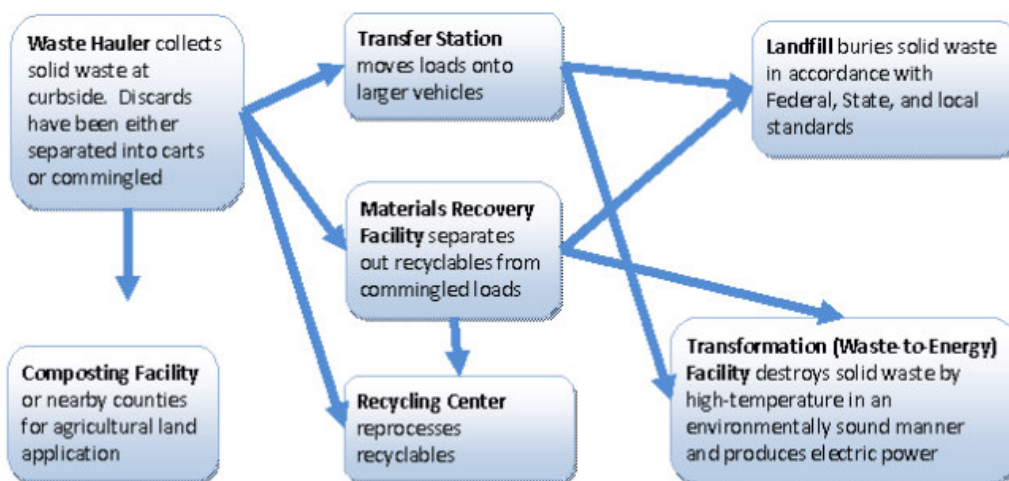 Waste Hauler collects
solid waste at
curbside. Discards
have been either
separated into carts
or commingled
Transfer Station
moves loads onto
larger vehicles
Landfill buries solid waste
in accordance with
Federal, State, and local
standards
Materials Recovery
Facility separates
out recyclables from
commingled loads
Composting Facility
or nearby counties
for agricultural land
application
Recycling Center
reprocesses
recyclables
Transformation (Waste-to-Energy)
Facility destroys solid waste by
high-temperature in an
environmentally sound manner
and produces electric power